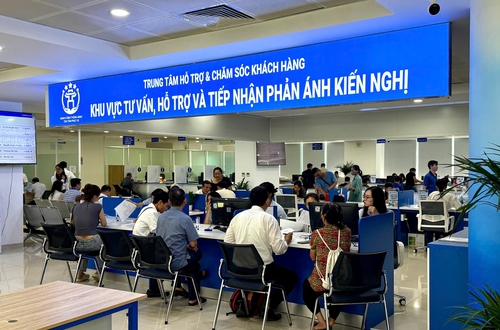 TRUNG TÂM HỖ TRỢ & CHĂM SÓC KHÁCH HÀNG
KHU VỰC TƯ VẤN, HỖ TRỢ VÀ TIẾP NHẬN PHẢN ÁNH KIẾN NGHỊ